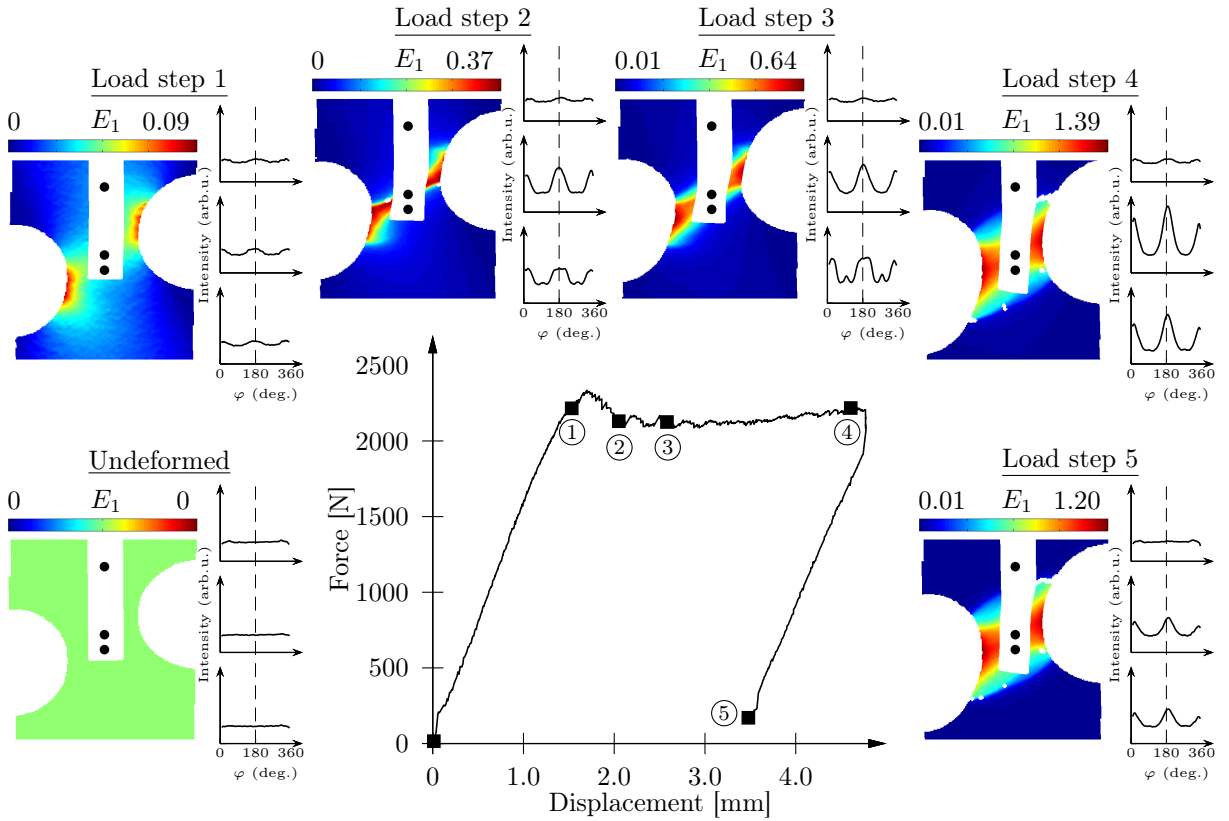 Load step 2
0 E₁ 0.37
Intensity (arb.u.)
0 180 360
φ (deg.)
Load step 3
0.01 E₁ 0.64
Intensity (arb.u.)
0 180 360
φ (deg.)
Load step 1
0 E₁ 0.09
Intensity (arb.u.)
0 180 360
φ (deg.)
Load step 4
0.01 E₁ 1.39
Intensity (arb.u.)
0 180 360
φ (deg.)
Undeformed
0 E₁ 0
Intensity (arb.u.)
0 180 360
φ (deg.)
Force [N]
2500
2000
1500
1000
500
0
① ② ③ ④
⑤
0 1.0 2.0 3.0 4.0
Displacement [mm]
Load step 5
0.01 E₁ 1.20
Intensity (arb.u.)
0 180 360
φ (deg.)